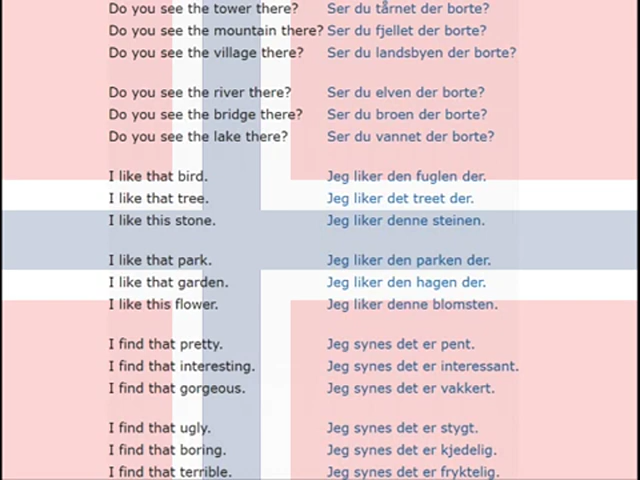 Do you see the tower there? Ser du tårnet der borte?
Do you see the mountain there? Ser du fjellet der borte?
Do you see the village there? Ser du landsbyen der borte?
Do you see the river there? Ser du elven der borte?
Do you see the bridge there? Ser du broen der borte?
Do you see the lake there? Ser du vannet der borte?
I like that bird. Jeg liker den fuglen der.
I like that tree. Jeg liker det treet der.
I like this stone. Jeg liker denne steinen.
I like that park. Jeg liker den parken der.
I like that garden. Jeg liker den hagen der.
I like this flower. Jeg liker denne blomsten.
I find that pretty. Jeg synes det er pent.
I find that interesting. Jeg synes det er interessant.
I find that gorgeous. Jeg synes det er vakkert.
I find that ugly. Jeg synes det er stygt.
I find that boring. Jeg synes det er kjedelig.
I find that terrible. Jeg synes det er fryktelig.